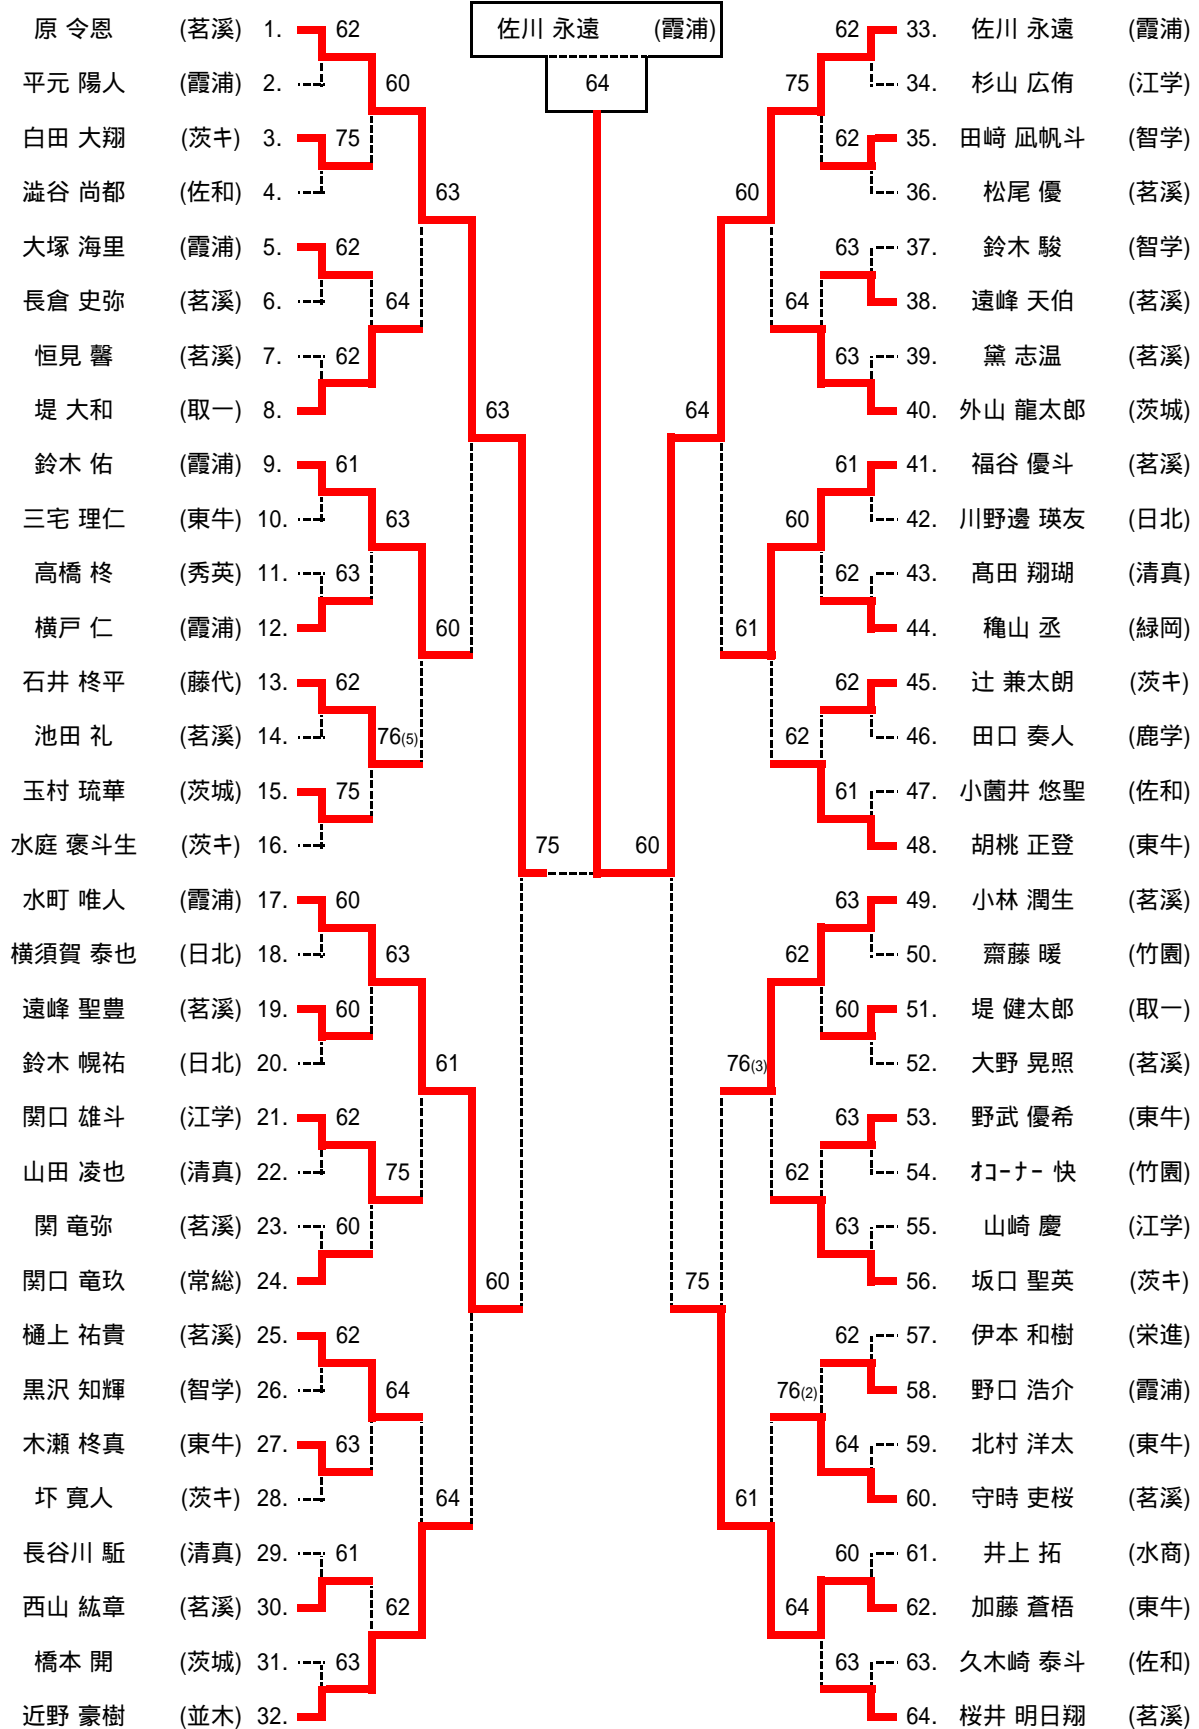 佐川 永遠 (霞浦)
64
原 令恩 (茗溪) 1. 62
平元 陽人 (霞浦) 2. 60
白田 大翔 (茨キ) 3. 75
澁谷 尚都 (佐和) 4. 63
大塚 海里 (霞浦) 5. 62
長倉 史弥 (茗溪) 6. 64
恒見 馨 (茗溪) 7. 62
堤 大和 (取一) 8. 63
鈴木 佑 (霞浦) 9. 61
三宅 理仁 (東牛) 10. 63
高橋 柊 (秀英) 11. 63
横戸 仁 (霞浦) 12. 60
石井 柊平 (藤代) 13. 62
池田 礼 (茗溪) 14. 76(5)
玉村 琉華 (茨城) 15. 75
水庭 褒斗生 (茨キ) 16. 75
水町 唯人 (霞浦) 17. 60
横須賀 泰也 (日北) 18. 63
遠峰 聖豊 (茗溪) 19. 60
鈴木 幌祐 (日北) 20. 61
関口 雄斗 (江学) 21. 62
山田 凌也 (清真) 22. 75
関 竜弥 (茗溪) 23. 60
関口 竜玖 (常総) 24. 60
樋上 祐貴 (茗溪) 25. 62
黒沢 知輝 (智学) 26. 64
木瀬 柊真 (東牛) 27. 63
圷 寛人 (茨キ) 28. 64
長谷川 駈 (清真) 29. 61
西山 紘章 (茗溪) 30. 62
橋本 開 (茨城) 31. 63
近野 豪樹 (並木) 32.
62 33. 佐川 永遠 (霞浦)
75 34. 杉山 広侑 (江学)
62 35. 田﨑 凪帆斗 (智学)
60 36. 松尾 優 (茗溪)
63 37. 鈴木 駿 (智学)
64 38. 遠峰 天伯 (茗溪)
63 39. 黛 志温 (茗溪)
64 40. 外山 龍太郎 (茨城)
61 41. 福谷 優斗 (茗溪)
60 42. 川野邊 瑛友 (日北)
62 43. 髙田 翔瑚 (清真)
61 44. 穐山 丞 (緑岡)
62 45. 辻 兼太朗 (茨キ)
62 46. 田口 奏人 (鹿学)
61 47. 小薗井 悠聖 (佐和)
60 48. 胡桃 正登 (東牛)
63 49. 小林 潤生 (茗溪)
62 50. 齋藤 暖 (竹園)
60 51. 堤 健太郎 (取一)
76(3) 52. 大野 晃照 (茗溪)
63 53. 野武 優希 (東牛)
62 54. オコーナー 快 (竹園)
63 55. 山崎 慶 (江学)
75 56. 坂口 聖英 (茨キ)
62 57. 伊本 和樹 (栄進)
76(2) 58. 野口 浩介 (霞浦)
64 59. 北村 洋太 (東牛)
61 60. 守時 吏桜 (茗溪)
60 61. 井上 拓 (水商)
64 62. 加藤 蒼梧 (東牛)
63 63. 久木崎 泰斗 (佐和)
64. 桜井 明日翔 (茗溪)